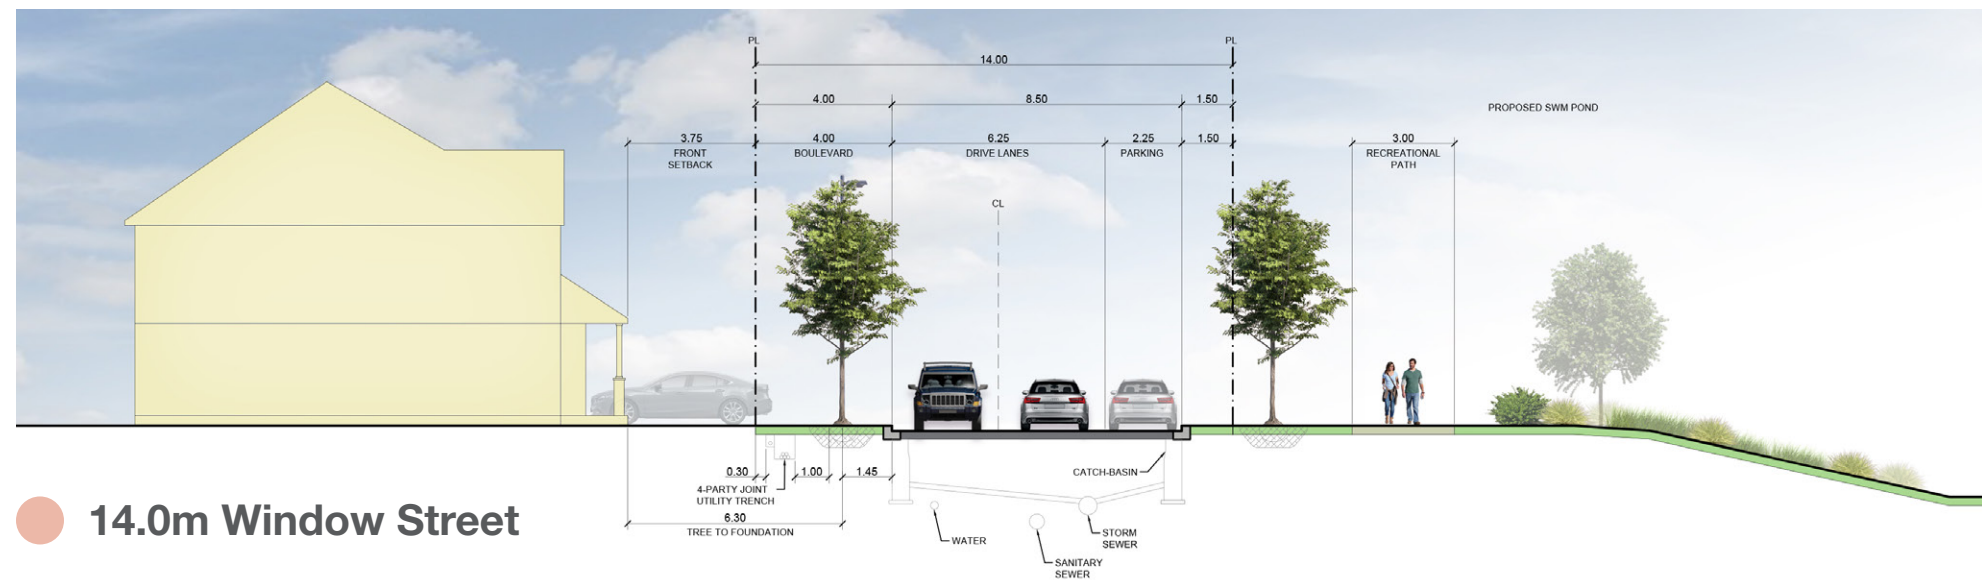 PL
PL
14.00
4.00
8.50
1.50
PROPOSED SWM POND
3.75
4.00
6.25
2.25
1.50
3.00
FRONT
SETBACK
BOULEVARD
DRIVE LANES
PARKING
RECREATIONAL
PATH
CL
0.30
1.00
1.45
CATCH-BASIN
4-PARTY JOINT
UTILITY TRENCH
14.0m Window Street
6.30
TREE TO FOUNDATION
WATER
STORM
SEWER
SANITARY
SEWER